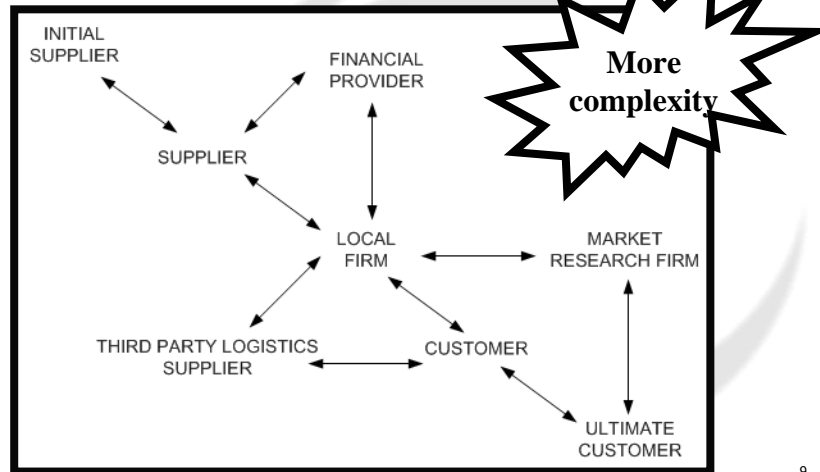 INITIAL
SUPPLIER
FINANCIAL
PROVIDER
More
complexity
SUPPLIER
LOCAL
FIRM
MARKET
RESEARCH FIRM
THIRD PARTY LOGISTICS
SUPPLIER
CUSTOMER
ULTIMATE
CUSTOMER
9